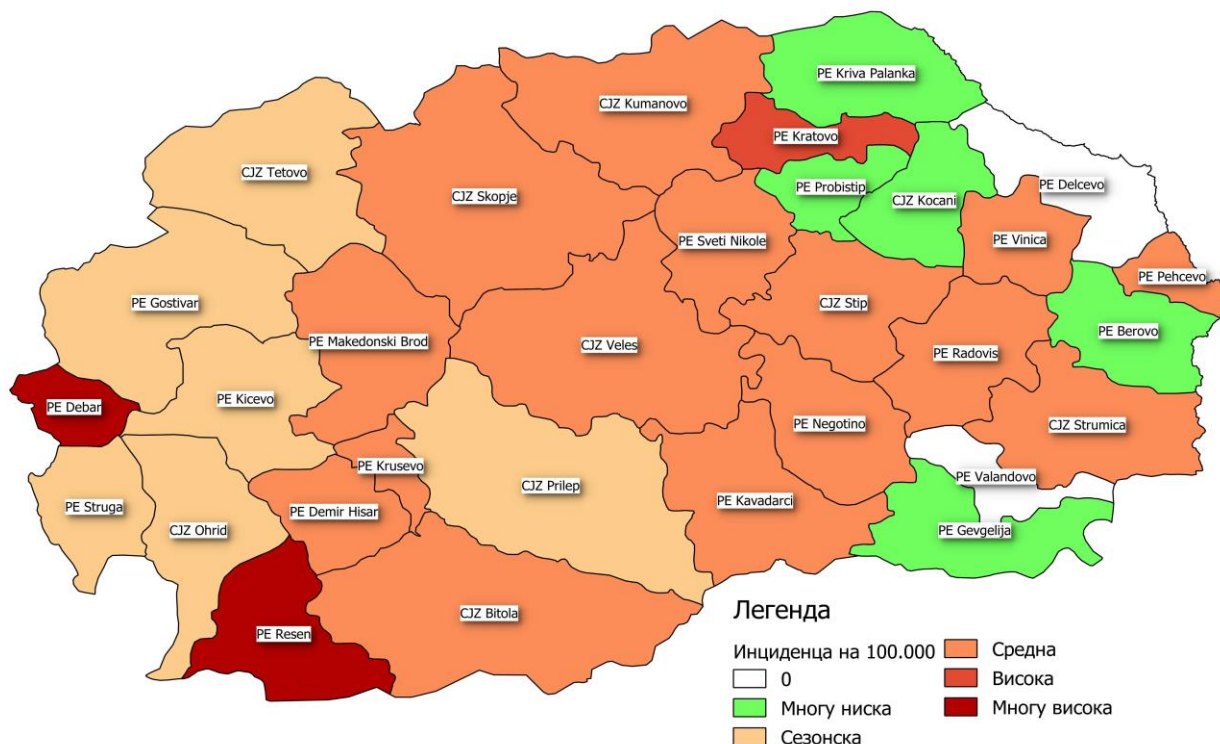 PE Kriva Palanka
CJZ Kumanovo
PE Kratovo
CJZ Tetovo
PE Probistip
PE Delcevo
CJZ Skopje
CJZ Kocani
PE Sveti Nikole
PE Vinica
PE Pehcevo
PE Gostivar
CJZ Stip
PE Berovo
PE Makedonski Brod
CJZ Veles
PE Radovis
PE Debar
PE Kicevo
PE Negotino
CJZ Strumica
PE Krusevo
PE Valandovo
CJZ Prilep
PE Kavadarci
PE Struga
PE Demir Hisar
CJZ Ohrid
PE Gevgelija
CJZ Bitola
PE Resen
Легенда
Инциденца на 100.000
0
Многу ниска
Сезонска
Средна
Висока
Многу висока